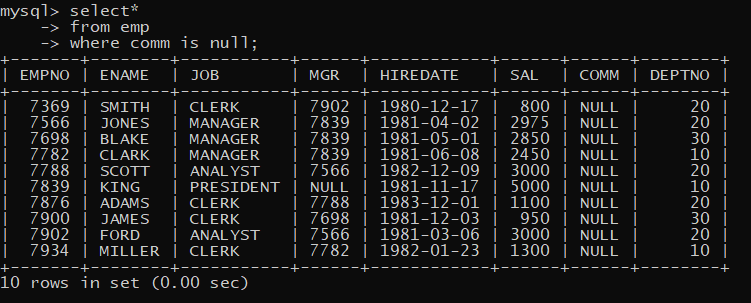 mysql> select*
    -> from emp
    -> where comm is null;
+-------+--------+-----------+------+------------+------+------+--------+
| EMPNO | ENAME  | JOB       | MGR  | HIREDATE   | SAL  | COMM | DEPTNO |
+-------+--------+-----------+------+------------+------+------+--------+
|  7369 | SMITH  | CLERK     | 7902 | 1980-12-17 |  800 | NULL |     20 |
|  7566 | JONES  | MANAGER   | 7839 | 1981-04-02 | 2975 | NULL |     20 |
|  7698 | BLAKE  | MANAGER   | 7839 | 1981-05-01 | 2850 | NULL |     30 |
|  7782 | CLARK  | MANAGER   | 7839 | 1981-06-08 | 2450 | NULL |     10 |
|  7788 | SCOTT  | ANALYST   | 7566 | 1982-12-09 | 3000 | NULL |     20 |
|  7839 | KING   | PRESIDENT | NULL | 1981-11-17 | 5000 | NULL |     10 |
|  7876 | ADAMS  | CLERK     | 7788 | 1983-12-01 | 1100 | NULL |     20 |
|  7900 | JAMES  | CLERK     | 7698 | 1981-12-03 |  950 | NULL |     30 |
|  7902 | FORD   | ANALYST   | 7566 | 1981-03-06 | 3000 | NULL |     20 |
|  7934 | MILLER | CLERK     | 7782 | 1982-01-23 | 1300 | NULL |     10 |
+-------+--------+-----------+------+------------+------+------+--------+
10 rows in set (0.00 sec)